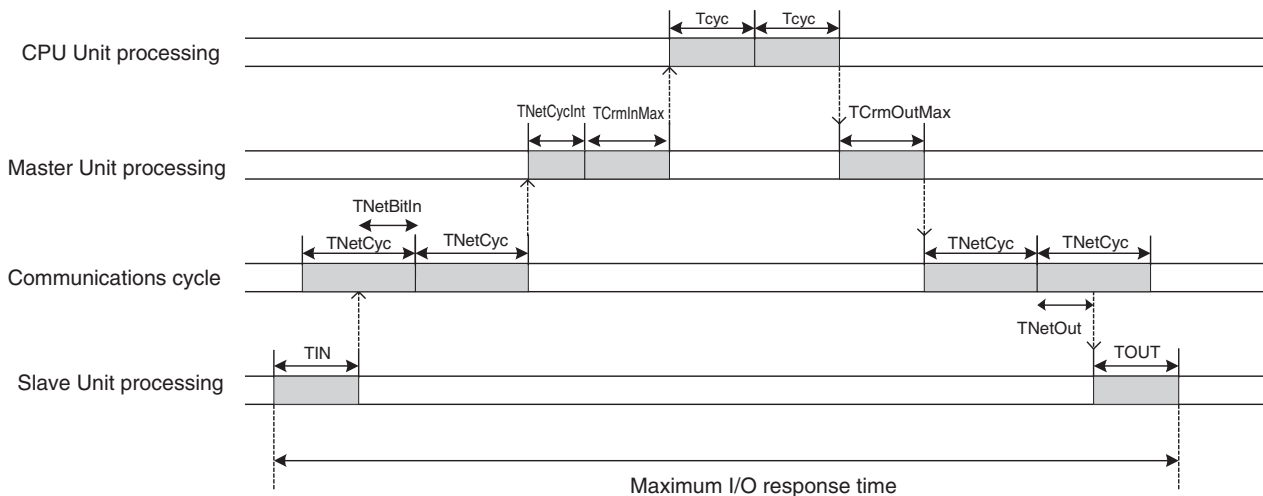 Tcyc Tcyc
CPU Unit processing
TNetCycInt TCrmInMax TCrmOutMax
Master Unit processing
TNetBitIn
TNetCyc TNetCyc TNetCyc TNetCyc
Communications cycle
TNetOut
TIN TOUT
Slave Unit processing
Maximum I/O response time